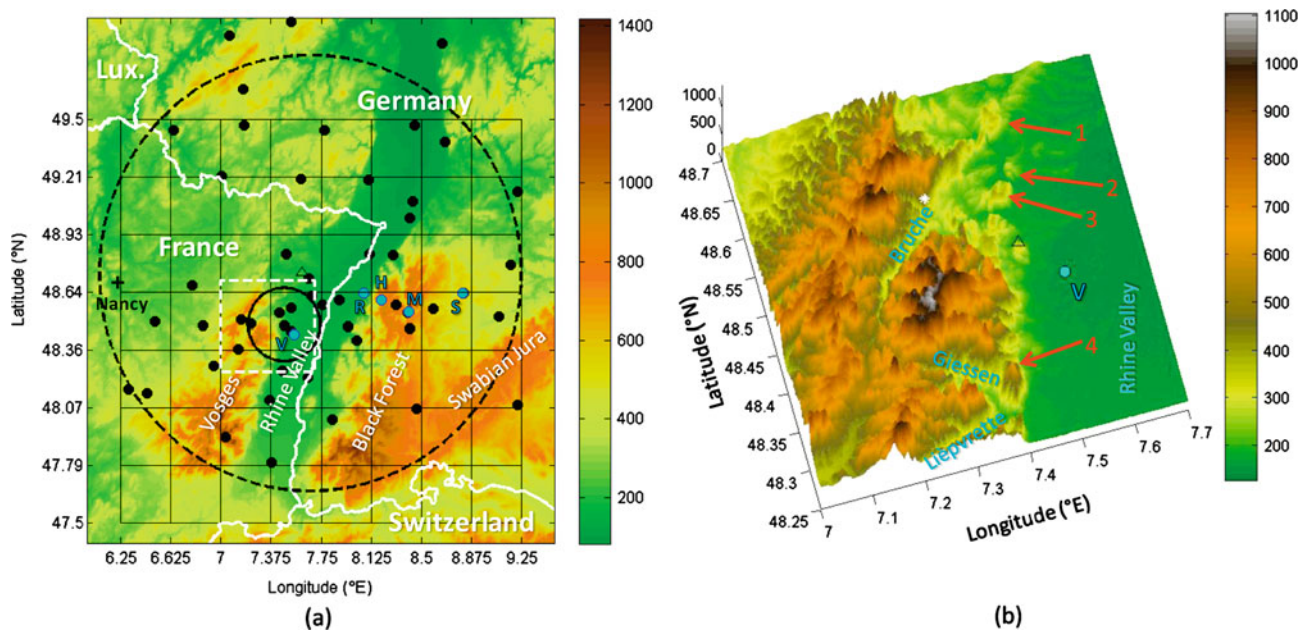 1400
1200
1000
800
600
400
200
Lux.
Germany
France
Nancy
Vosges
Rhine Valley
Black Forest
Swabian Jura
Switzerland
V
R
H
M
S
49.5
49.21
48.93
48.64
48.36
48.07
47.79
47.5
Latitude (°N)
6.25 6.625 7 7.375 7.75 8.125 8.5 8.875 9.25
Longitude (°E)
(a)
1000
500
0
48.7
48.65
48.6
48.55
48.5
48.45
48.4
48.35
48.3
48.25
Latitude (°N)
7 7.1 7.2 7.3 7.4 7.5 7.6 7.7
Longitude (°E)
1
2
3
4
Bruche
Giessen
Liepvrette
V
Rhine Valley
1100
1000
900
800
700
600
500
400
300
200
(b)